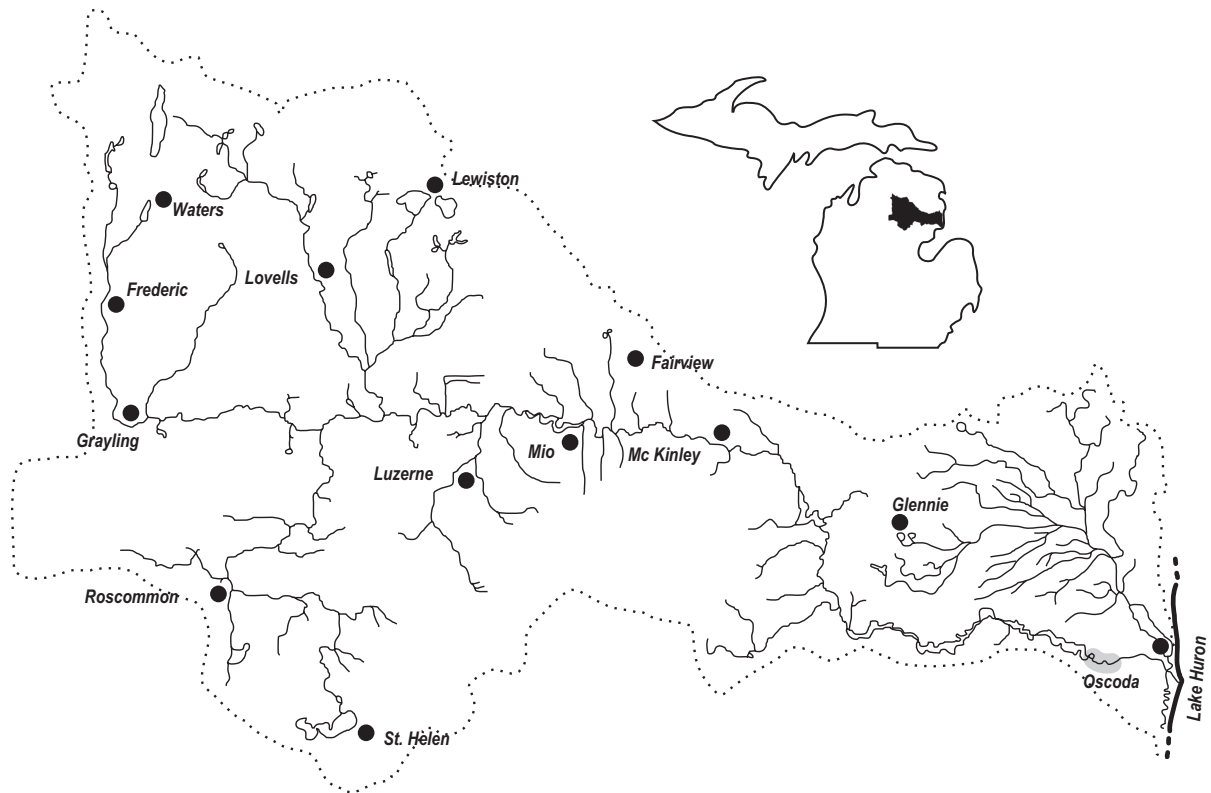 Lewiston
Waters
Lovells
Frederic
Fairview
Grayling
Mio
Mc Kinley
Luzerne
Glennie
Roscommon
Oscoda
Lake Huron
St. Helen